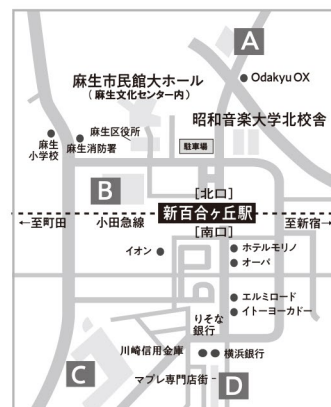 A
Odakyu OX
麻生市民館大ホール
(麻生文化センター内)
昭和音楽大学北校舎
麻生区役所
麻生小学校
麻生消防署
駐車場
B
[北口]
新百合ヶ丘駅
←至町田
小田急線
[南口]
至新宿→
イオン
ホテルモリノ
オーパ
エルミロード
イトーヨーカドー
りそな
銀行
川崎信用金庫
横浜銀行
C
マプレ専門店街
D